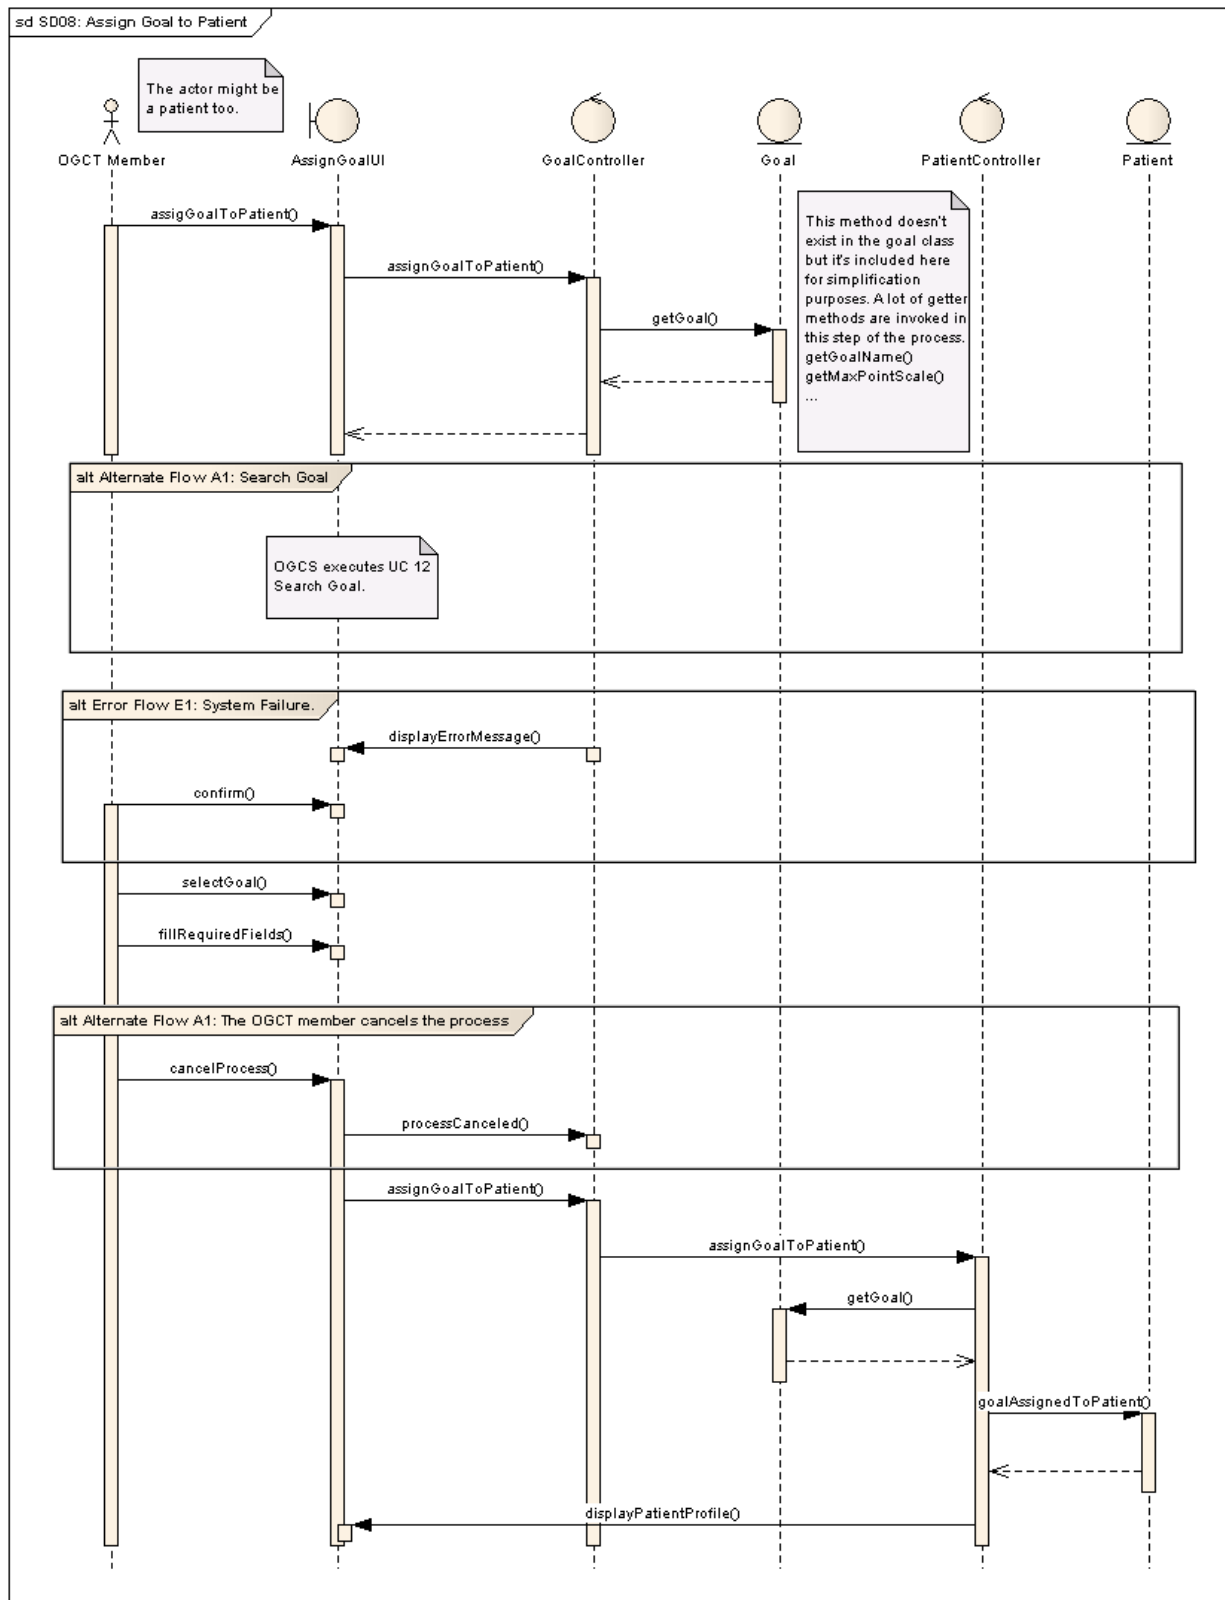 sd SD08: Assign Goal to Patient
The actor might be
a patient too.
OGCT Member
AssignGoalUI
GoalController
Goal
PatientController
Patient
assigGoalToPatient()
This method doesn't
exist in the goal class
but it's included here
for simplification
purposes. A lot of getter
methods are invoked in
this step of the process.
getGoalName()
getMaxPointScale()
...
assignGoalToPatient()
getGoal()
alt Alternate Flow A1: Search Goal
OGCS executes UC 12
Search Goal.
alt Error Flow E1: System Failure.
displayErrorMessage()
confirm()
selectGoal()
fillRequiredFields()
alt Alternate Flow A1: The OGCT member cancels the process
cancelProcess()
processCanceled()
assignGoalToPatient()
assignGoalToPatient()
getGoal()
goalAssignedToPatient()
displayPatientProfile()